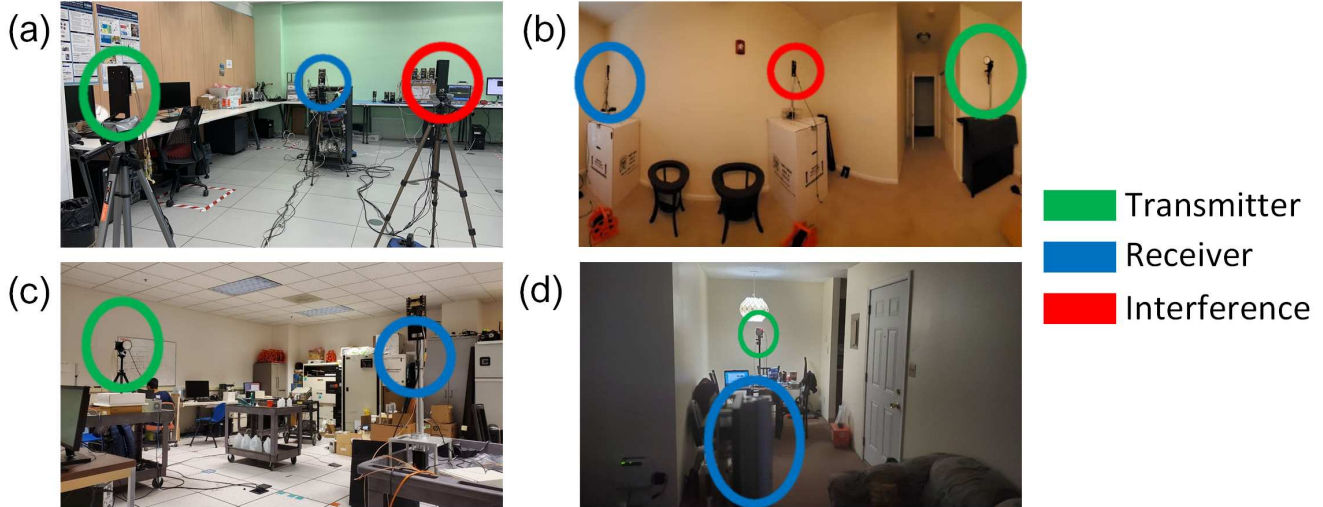 (a)
(b)
(c)
(d)
Transmitter
Receiver
Interference